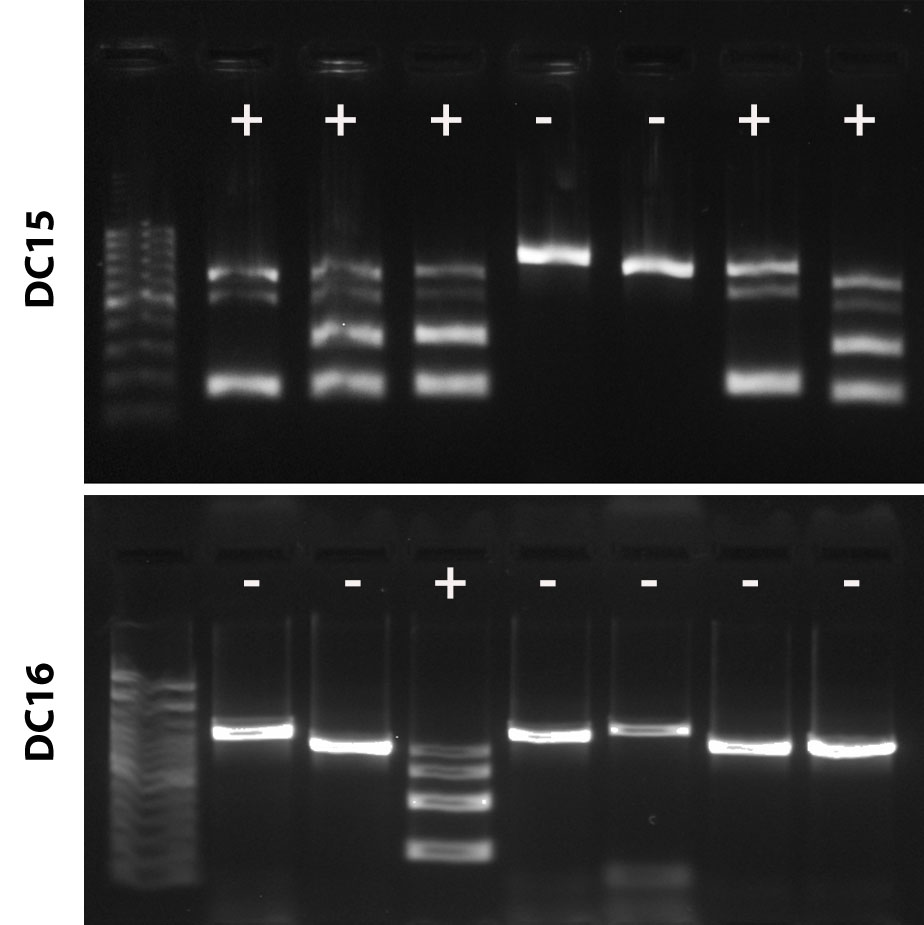 DC15
+ + + - - + +
DC16
- - + - - - -